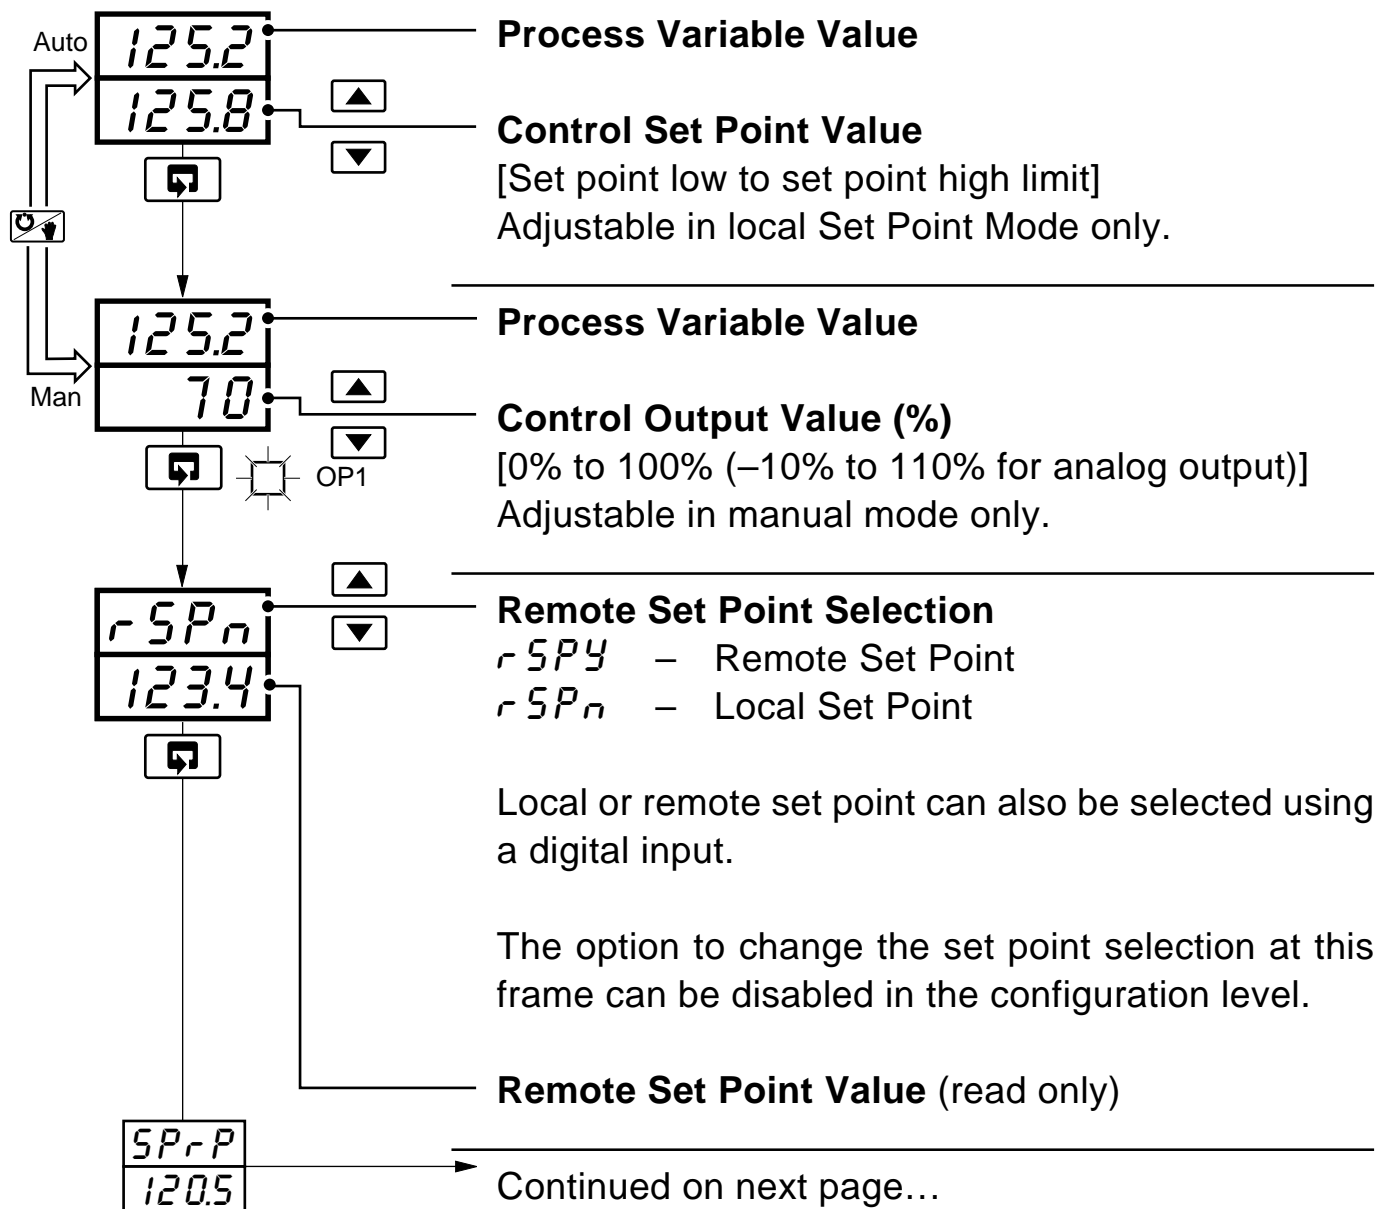 Auto
125.2
125.8
Process Variable Value
Control Set Point Value
[Set point low to set point high limit]
Adjustable in local Set Point Mode only.
Man
125.2
70
OP1
Process Variable Value
Control Output Value (%)
[0% to 100% (–10% to 110% for analog output)]
Adjustable in manual mode only.
rSPn
123.4
Remote Set Point Selection
rSPY – Remote Set Point
rSPn – Local Set Point
Local or remote set point can also be selected using
a digital input.
The option to change the set point selection at this
frame can be disabled in the configuration level.
Remote Set Point Value (read only)
SPrP
120.5
Continued on next page…